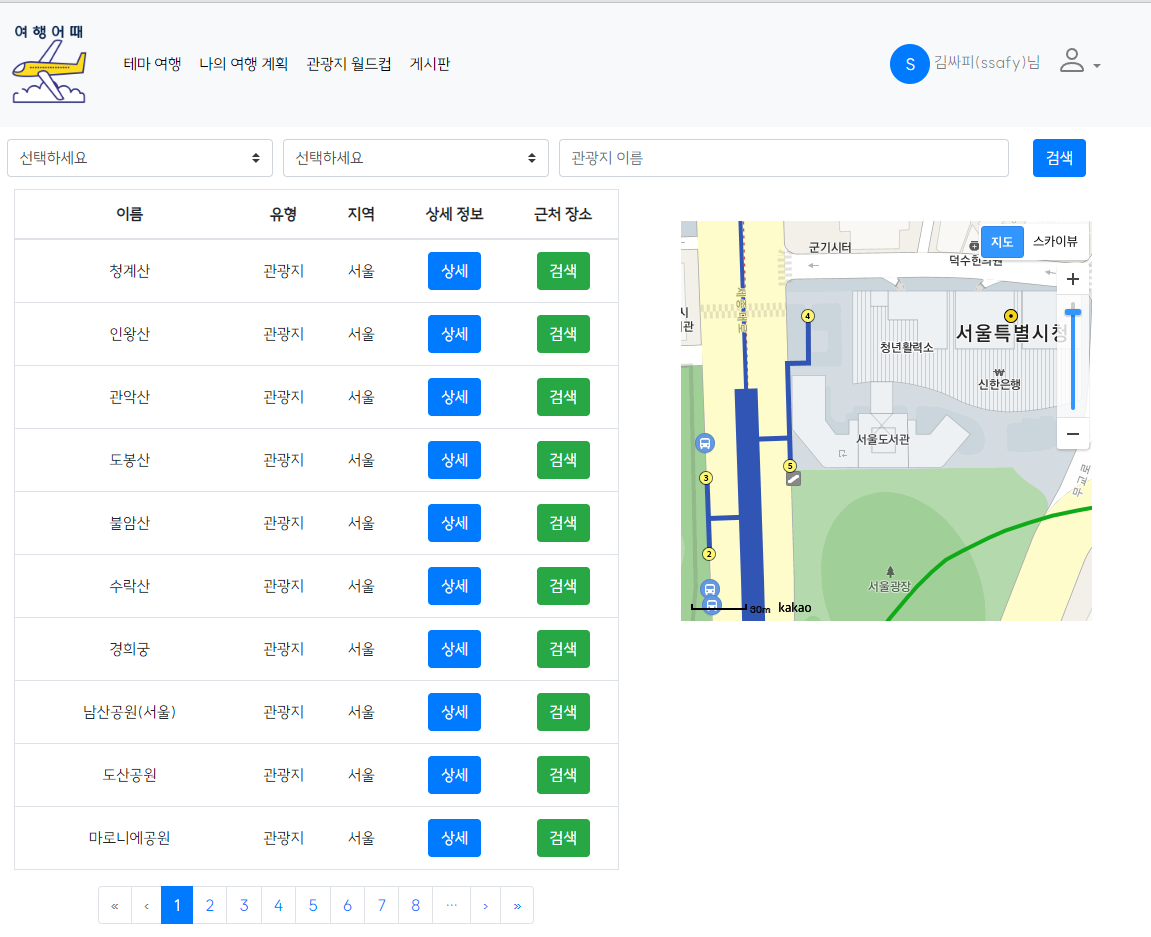 여행어때
테마 여행 나의 여행 계획 관광지 월드컵 게시판
S 김싸피(ssafy)님
선택하세요 선택하세요 관광지 이름 검색
이름 유형 지역 상세 정보 근처 장소
청계산 관광지 서울 상세 검색
인왕산 관광지 서울 상세 검색
관악산 관광지 서울 상세 검색
도봉산 관광지 서울 상세 검색
불암산 관광지 서울 상세 검색
수락산 관광지 서울 상세 검색
경희궁 관광지 서울 상세 검색
남산공원(서울) 관광지 서울 상세 검색
도산공원 관광지 서울 상세 검색
마로니에공원 관광지 서울 상세 검색
« ‹ 1 2 3 4 5 6 7 8 ··· › »
지도 스카이뷰
군기시터
덕수한의원
세종대로
4
서울특별시청
청년활력소
₩
신한은행
서울도서관
5
3
무교로
2
서울광장
30m kakao